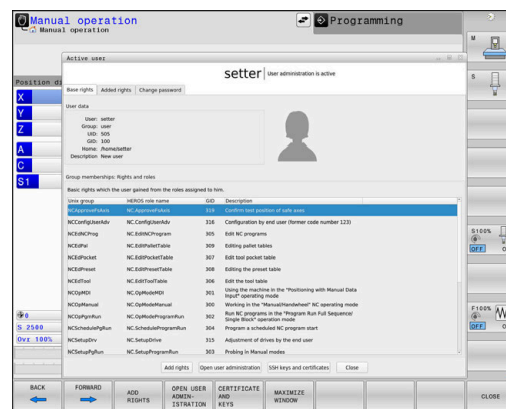 Manual operation
Manual operation
Programming
Active user
setter User administration is active
Base rights Added rights Change password
User data
User: setter
Group: user
UID: 505
GID: 100
Home: /home/setter
Description New user
Group memberships: Rights and roles
Basic rights which the user gained from the roles assigned to him.
Unix group HEROS role name GID Description
NCApproveFsAxis NC.ApproveFsAxis 319 Confirm test position of safe axes
NCConfigUserAdv NC.ConfigUserAdv 316 Configuration by end user (former code number 123)
NCEdNCProg NC.EditNCProgram 305 Edit NC programs
NCEdPal NC.EditPalletTable 309 Editing pallet tables
NCEdPocket NC.EditPocketTable 307 Edit tool pocket table
NCEdPreset NC.EditPresetTable 308 Editing the preset table
NCEdTool NC.EditToolTable 306 Edit the tool table
NCOpMDI NC.OpModeMDI 301 Using the machine in the "Positioning with Manual Data
Input" operating mode
NCOpManual NC.OpModeManual 300 Working in the "Manual/Handwheel" NC operating mode
NCOpPgmRun NC.OpModeProgramRun 302 Run NC programs in the "Program Run Full Sequence/
Single Block" operation mode
NCSchedulePgRun NC.ScheduleProgramRun 304 Program a scheduled NC program start
NCSetupDrv NC.SetupDrive 315 Adjustment of drives by the end user
NCSetupPgRun NC.SetupProgramRun 303 Probing in Manual modes
Add rights Open user administration SSH keys and certificates Close
Position di
X
Y
Z
A
C
S1
0
S 2500
Ovr 100%
M
S
S100%
OFF
F100%
OFF
BACK
FORWARD
ADD
RIGHTS
OPEN USER
ADMIN-
ISTRATION
CERTIFICATE
AND
KEYS
MAXIMIZE
WINDOW
CLOSE